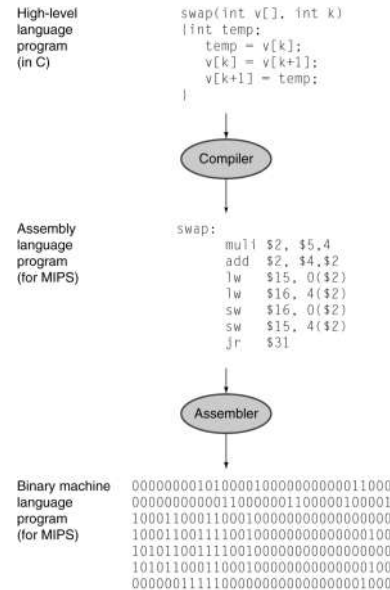 High-level
language
program
(in C)
swap(int v[], int k)
{int temp;
temp = v[k];
v[k] = v[k+1];
v[k+1] = temp;
}
Compiler
Assembly
language
program
(for MIPS)
swap:
muli $2, $5,4
add $2, $4,$2
lw $15, 0($2)
lw $16, 4($2)
sw $16, 0($2)
sw $15, 4($2)
jr $31
Assembler
Binary machine
language
program
(for MIPS)
00000000101000010000000000011000
00000000000110000001100000100001
10001100011000100000000000000000
10001100111100100000000000000100
10101100111100100000000000000000
10101100011000100000000000000100
00000011111000000000000000001000